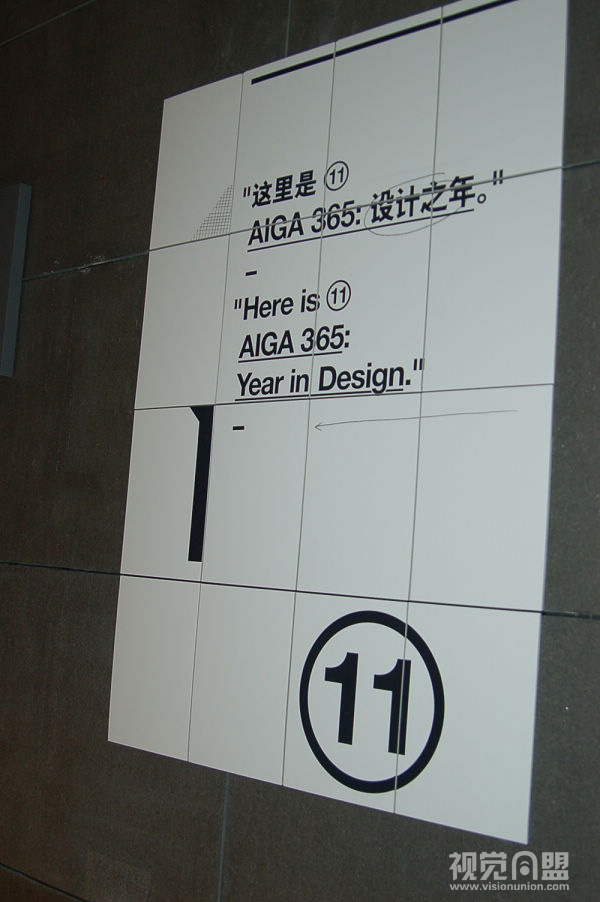 "这里是 ⑪
AIGA 365: 设计之年。"
–
"Here is ⑪
AIGA 365:
Year in Design."
–
1
11
视觉同盟
www.visionunion.com